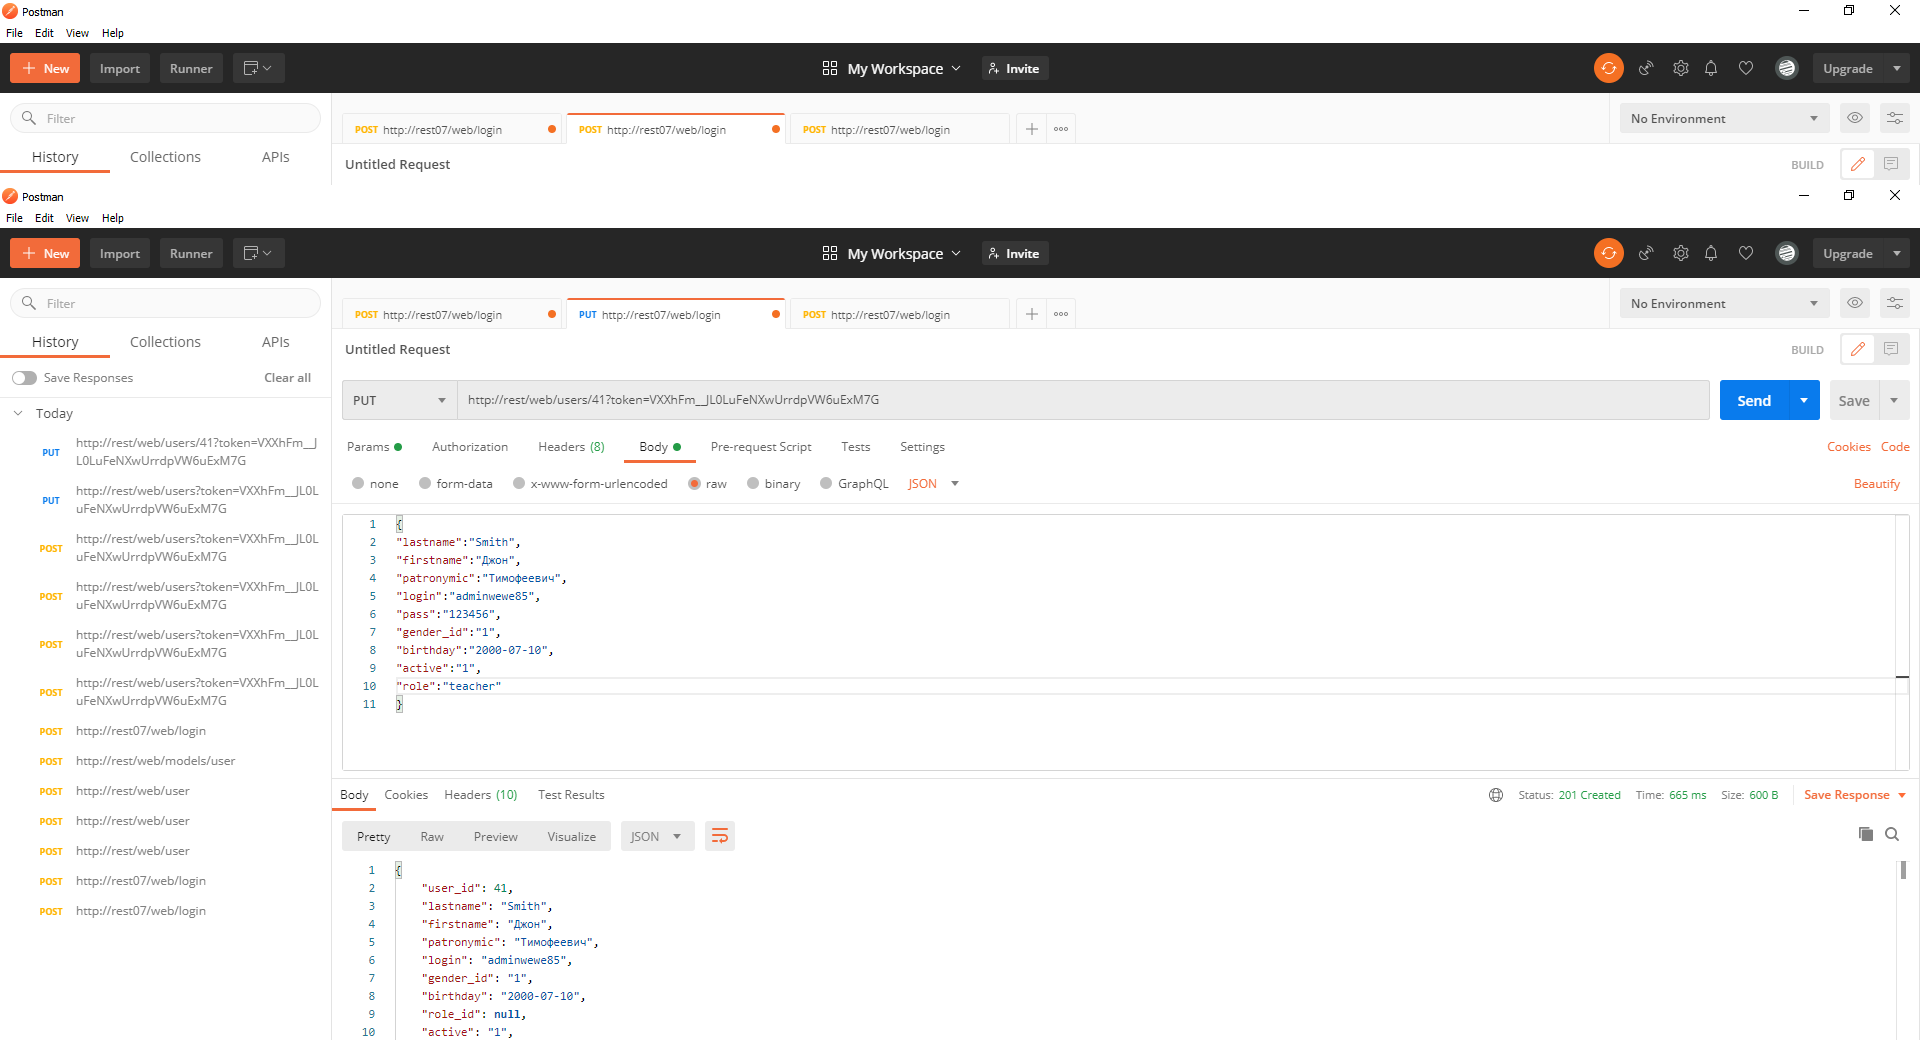 Postman
File Edit View Help
New Import Runner My Workspace Invite Upgrade
Filter
POST http://rest07/web/login POST http://rest07/web/login POST http://rest07/web/login
No Environment
History Collections APIs
Untitled Request
BUILD
Postman
File Edit View Help
New Import Runner My Workspace Invite Upgrade
Filter
POST http://rest07/web/login PUT http://rest07/web/login POST http://rest07/web/login
No Environment
History Collections APIs
Untitled Request
BUILD
Save Responses Clear all
Today
PUT http://rest/web/users/41?token=VXXhFm__J
L0LuFeNXwUrrdpVW6uExM7G
PUT http://rest/web/users?token=VXXhFm__JL0L
uFeNXwUrrdpVW6uExM7G
POST http://rest/web/users?token=VXXhFm__JL0L
uFeNXwUrrdpVW6uExM7G
POST http://rest/web/users?token=VXXhFm__JL0L
uFeNXwUrrdpVW6uExM7G
POST http://rest/web/users?token=VXXhFm__JL0L
uFeNXwUrrdpVW6uExM7G
POST http://rest/web/users?token=VXXhFm__JL0L
uFeNXwUrrdpVW6uExM7G
POST http://rest07/web/login
POST http://rest/web/models/user
POST http://rest/web/user
POST http://rest/web/user
POST http://rest/web/user
POST http://rest07/web/login
POST http://rest07/web/login
PUT http://rest/web/users/41?token=VXXhFm__JL0LuFeNXwUrrdpVW6uExM7G Send Save
Params Authorization Headers (8) Body Pre-request Script Tests Settings Cookies Code
none form-data x-www-form-urlencoded raw binary GraphQL JSON Beautify
1 {
2 "lastname":"Smith",
3 "firstname":"Джон",
4 "patronymic":"Тимофеевич",
5 "login":"adminwewe85",
6 "pass":"123456",
7 "gender_id":"1",
8 "birthday":"2000-07-10",
9 "active":"1",
10 "role":"teacher"
11 }
Body Cookies Headers (10) Test Results Status: 201 Created Time: 665 ms Size: 600 B Save Response
Pretty Raw Preview Visualize JSON
1 {
2 "user_id": 41,
3 "lastname": "Smith",
4 "firstname": "Джон",
5 "patronymic": "Тимофеевич",
6 "login": "adminwewe85",
7 "gender_id": "1",
8 "birthday": "2000-07-10",
9 "role_id": null,
10 "active": "1",